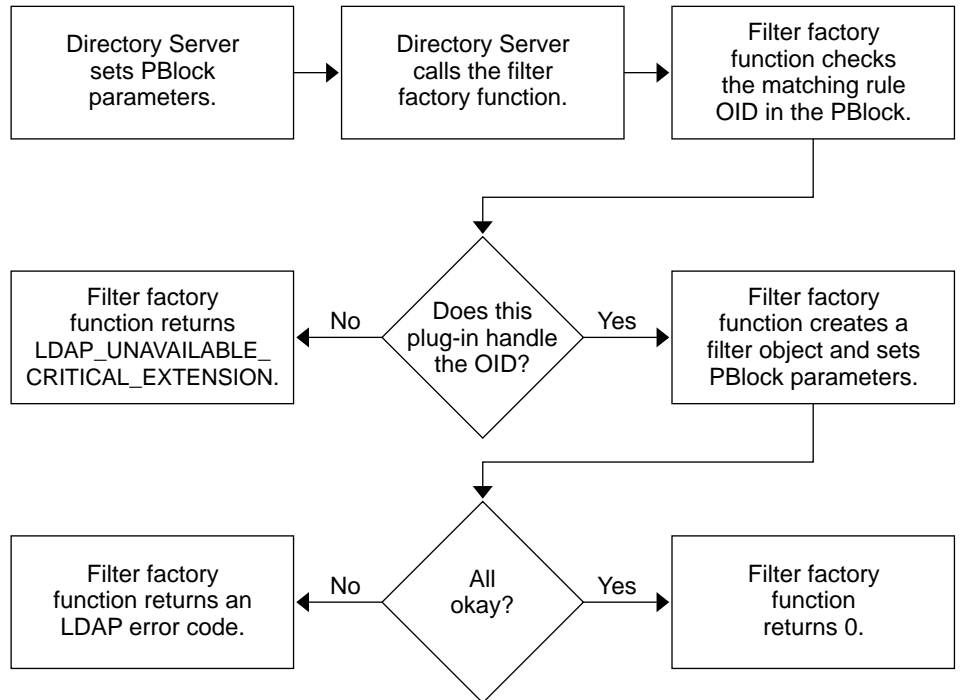 Directory Server
sets PBlock
parameters.
Directory Server
calls the filter
factory function.
Filter factory
function checks
the matching rule
OID in the PBlock.
Filter factory
function returns
LDAP_UNAVAILABLE_
CRITICAL_EXTENSION.
No
Does this
plug-in handle
the OID?
Yes
Filter factory
function creates a
filter object and sets
PBlock parameters.
Filter factory
function returns an
LDAP error code.
No
All
okay?
Yes
Filter factory
function
returns 0.